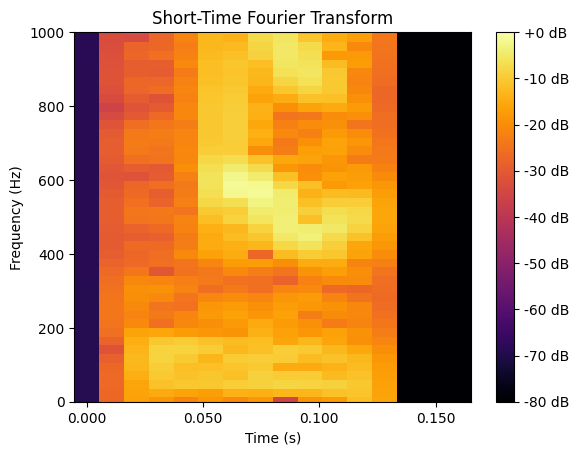 Short-Time Fourier Transform
1000
800
600
400
200
0
Frequency (Hz)
0.000
0.050
0.100
0.150
Time (s)
+0 dB
-10 dB
-20 dB
-30 dB
-40 dB
-50 dB
-60 dB
-70 dB
-80 dB